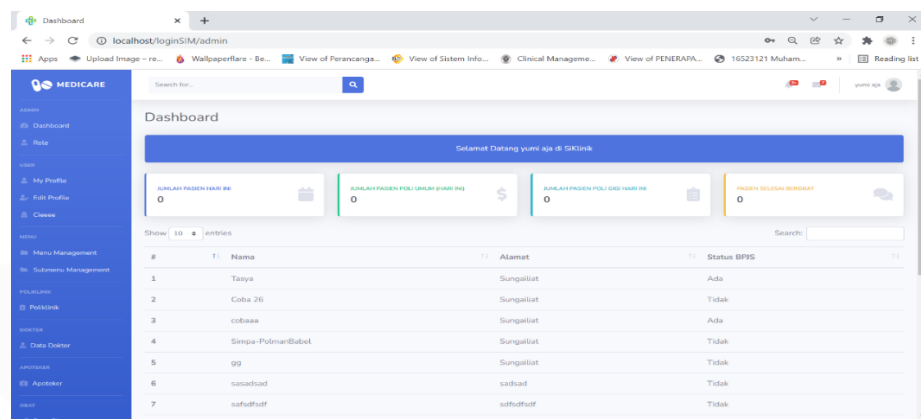 Dashboard
localhost/loginSIM/admin
Apps Upload Image – re... Wallpaperflare - Be... View of Perancanga... View of Sistem Info... Clinical Manageme... View of PENERAPA... 16523121 Muham... » Reading list
MEDICARE
Search for...
yumi aja
ADMIN
Dashboard
Role
USER
My Profile
Edit Profile
Cieeee
MENU
Menu Management
Submenu Management
POLIKLINIK
Poliklinik
DOKTER
Data Dokter
APOTEKER
Apoteker
OBAT
Dashboard
Selamat Datang yumi aja di SiKlinik
JUMLAH PASIEN HARI INI
0
JUMLAH PASIEN POLI UMUM (HARI INI)
0
JUMLAH PASIEN POLI GIGI HARI INI
0
PASIEN SELESAI BEROBAT
0
Show 10 entries
Search:
# Nama Alamat Status BPJS
1 Tasya Sungailiat Ada
2 Coba 26 Sungailiat Tidak
3 cobaaa Sungailiat Ada
4 Simpa-PolmanBabel Sungailiat Tidak
5 gg Sungailiat Tidak
6 sasadsad sadsad Tidak
7 safsdfsdf sdfsdfsdf Tidak